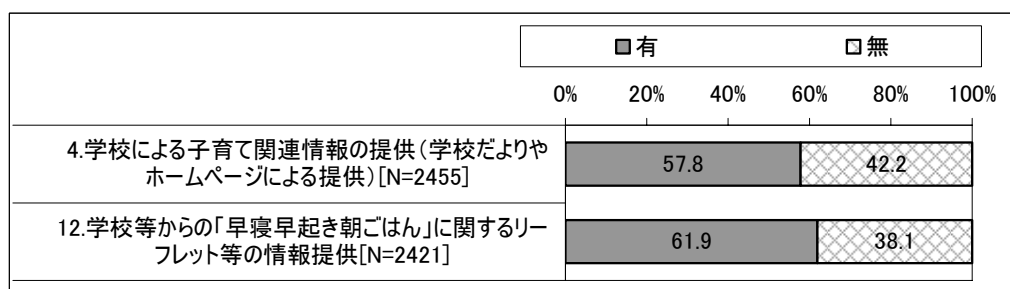 有 無
0% 20% 40% 60% 80% 100%
4.学校による子育て関連情報の提供(学校だよりや
ホームページによる提供)[N=2455]
57.8 42.2
12.学校等からの「早寝早起き朝ごはん」に関するリー
フレット等の情報提供[N=2421]
61.9 38.1